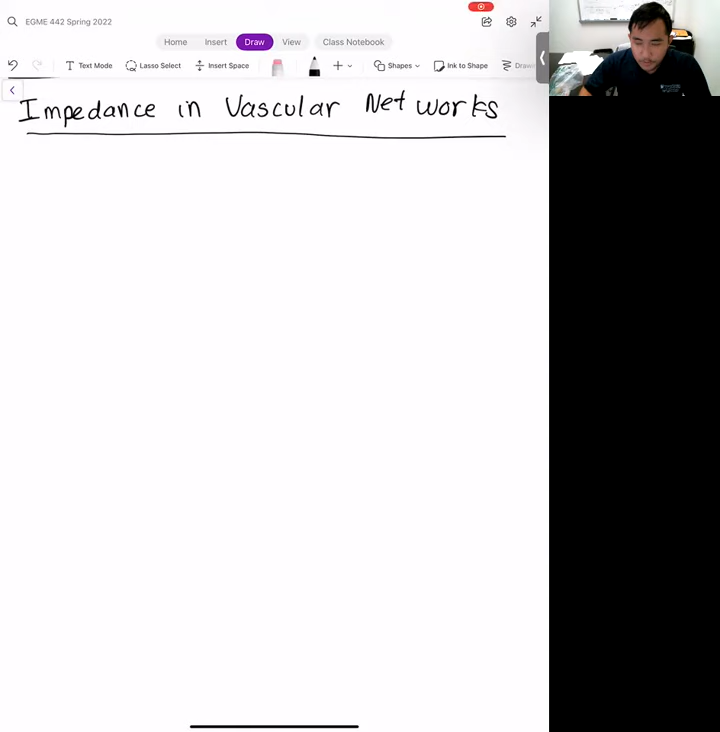 EGME 442 Spring 2022
Home Insert Draw View Class Notebook
Text Mode Lasso Select Insert Space Shapes Ink to Shape Draw
Impedance in Vascular Networks